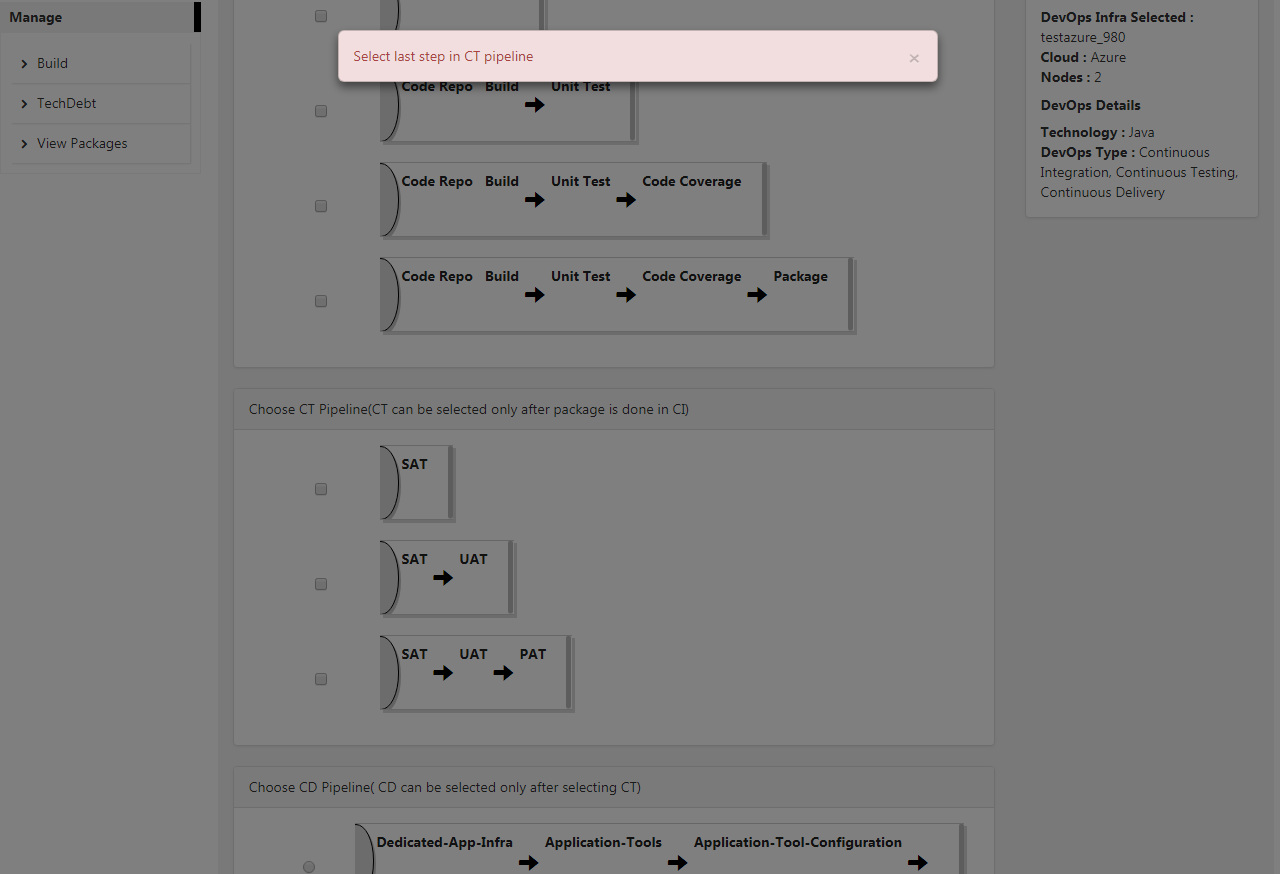 Manage
Build
TechDebt
View Packages
Select last step in CT pipeline ×
Code Repo Build Unit Test
Code Repo Build Unit Test Code Coverage
Code Repo Build Unit Test Code Coverage Package
Choose CT Pipeline(CT can be selected only after package is done in CI)
SAT
SAT UAT
SAT UAT PAT
Choose CD Pipeline( CD can be selected only after selecting CT)
Dedicated-App-Infra Application-Tools Application-Tool-Configuration
DevOps Infra Selected :
testazure_980
Cloud : Azure
Nodes : 2
DevOps Details
Technology : Java
DevOps Type : Continuous
Integration, Continuous Testing,
Continuous Delivery